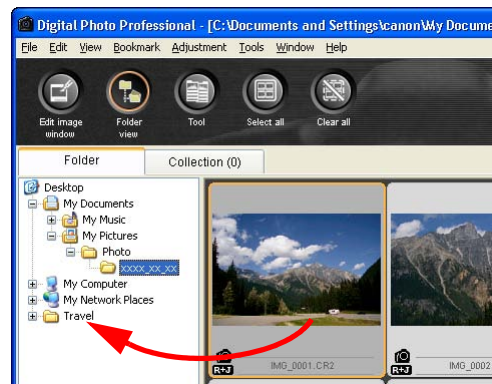 Digital Photo Professional - [C:\Documents and Settings\canon\My Docume
File Edit View Bookmark Adjustment Tools Window Help
Edit image window
Folder view
Tool
Select all
Clear all
Folder
Collection (0)
Desktop
My Documents
My Music
My Pictures
Photo
xxxx_xx_xx
My Computer
My Network Places
Travel
R+J
IMG_0001.CR2
R+J
IMG_0002